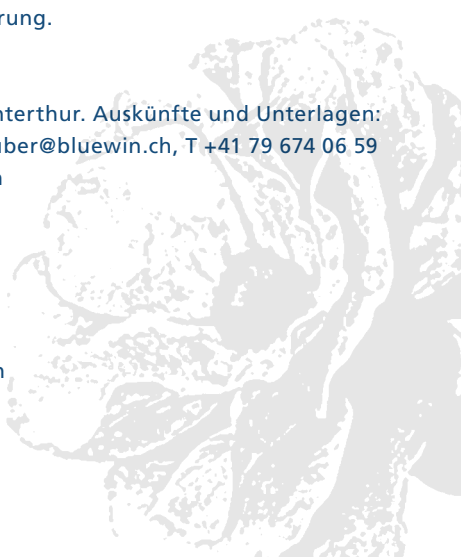 rung.
nterthur. Auskünfte und Unterlagen:
uber@bluewin.ch, T +41 79 674 06 59
n
n